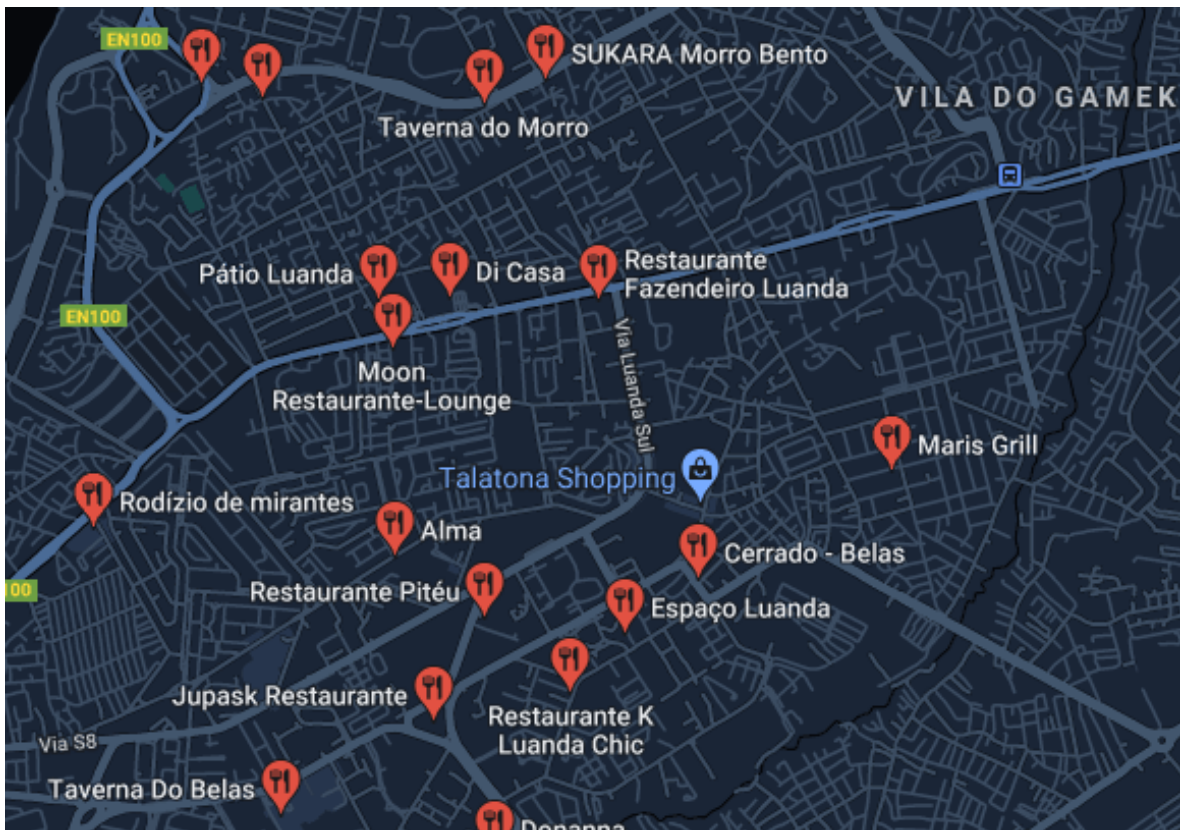 EN100
SUKARA Morro Bento
VILA DO GAMEK
Taverna do Morro
Pátio Luanda
Di Casa
Restaurante
Fazendeiro Luanda
EN100
Via Luanda Sul
Moon
Restaurante-Lounge
Maris Grill
Talatona Shopping
Rodízio de mirantes
Alma
Cerrado - Belas
100
Restaurante Pitéu
Espaço Luanda
Jupask Restaurante
Restaurante K
Luanda Chic
Via S8
Taverna Do Belas
Donanna